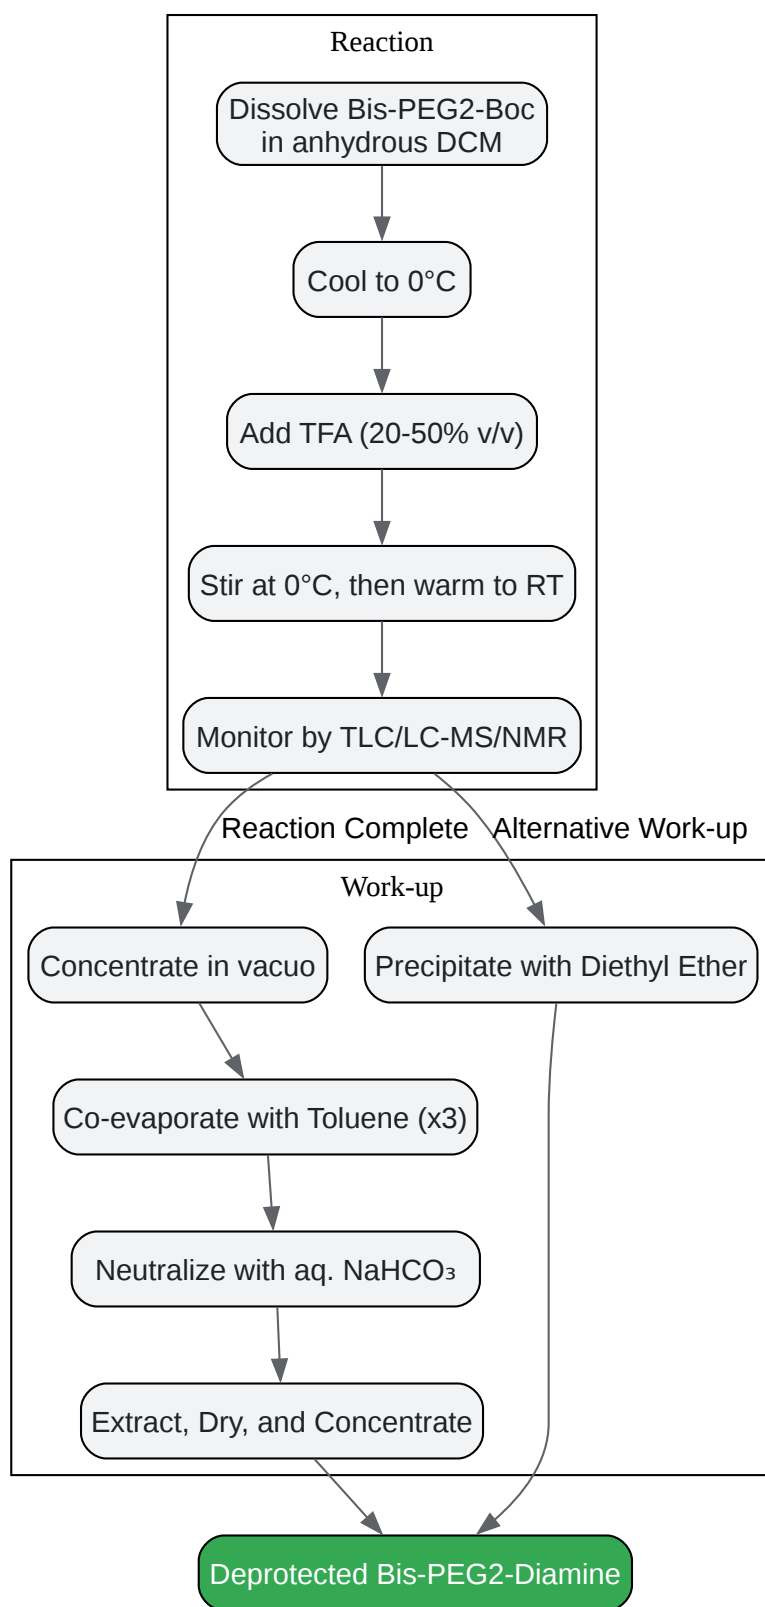 Reaction
Dissolve Bis-PEG2-Boc
in anhydrous DCM
Cool to 0°C
Add TFA (20-50% v/v)
Stir at 0°C, then warm to RT
Monitor by TLC/LC-MS/NMR
Reaction Complete
Alternative Work-up
Work-up
Concentrate in vacuo
Precipitate with Diethyl Ether
Co-evaporate with Toluene (x3)
Neutralize with aq. NaHCO₃
Extract, Dry, and Concentrate
Deprotected Bis-PEG2-Diamine